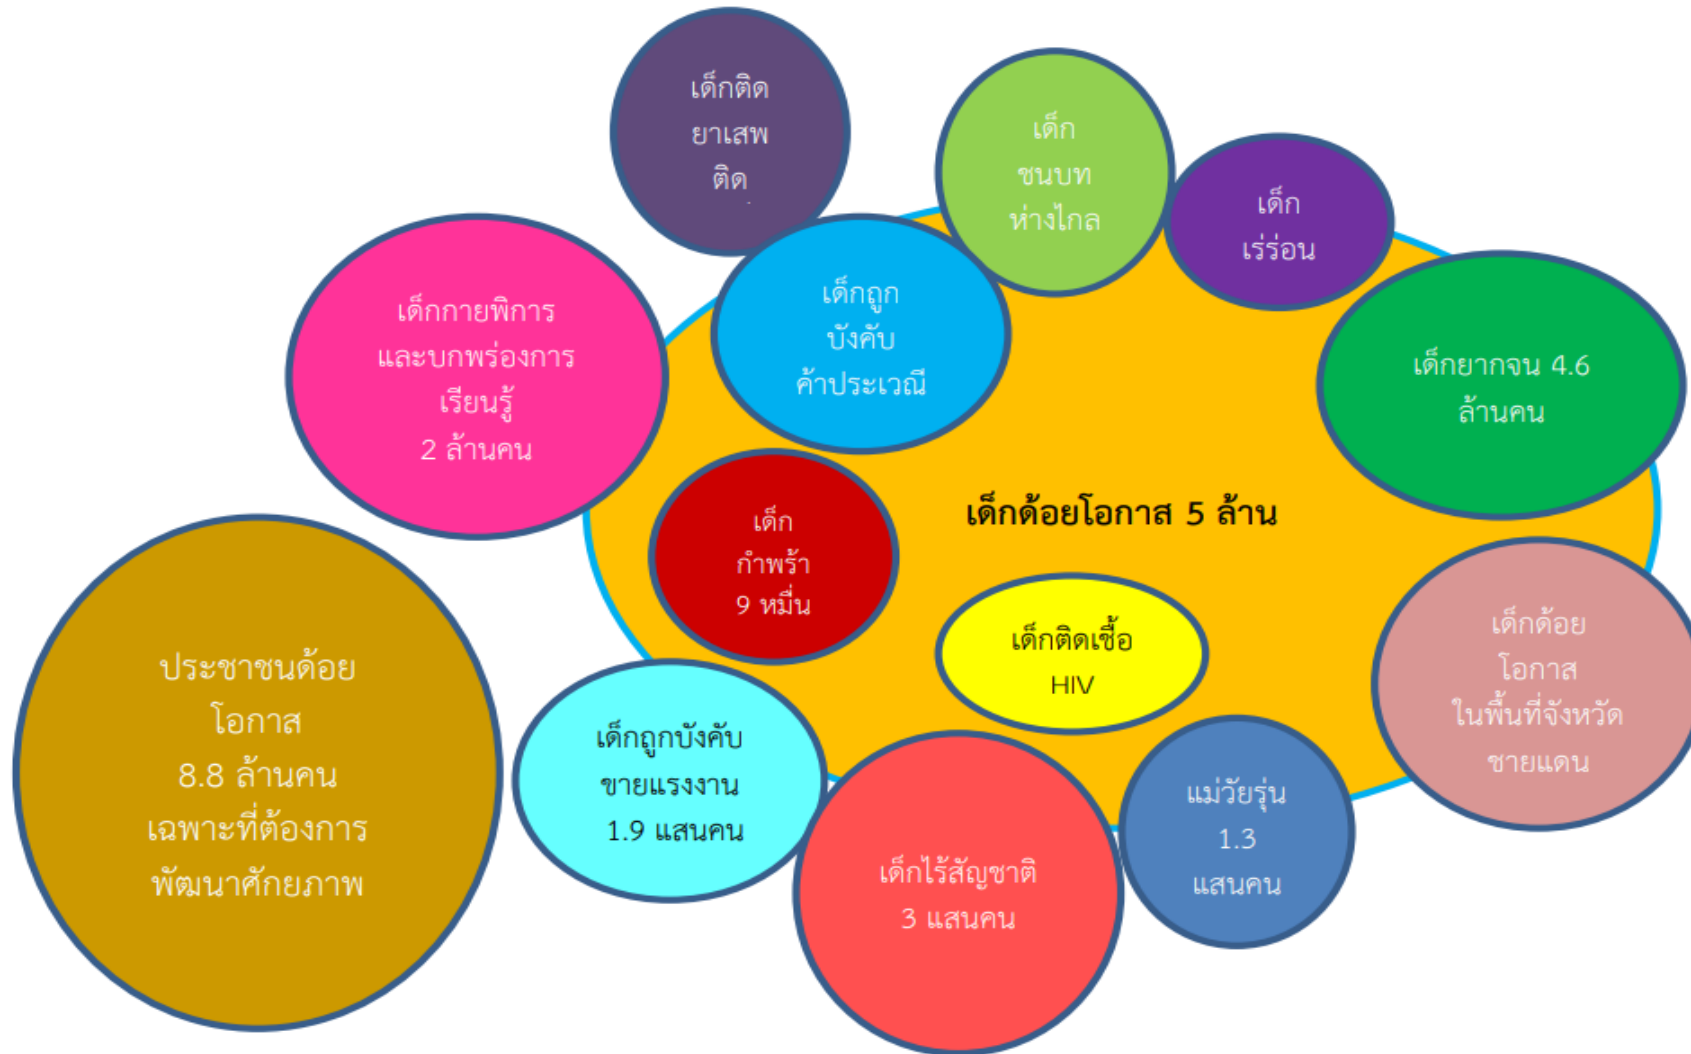 เด็กติด
ยาเสพ
ติด
เด็ก
ชนบท
ห่างไกล
เด็ก
เร่ร่อน
เด็กกายพิการ
และบกพร่องการ
เรียนรู้
2 ล้านคน
เด็กถูก
บังคับ
ค้าประเวณี
เด็กยากจน 4.6
ล้านคน
เด็กด้อยโอกาส 5 ล้าน
เด็ก
กำพร้า
9 หมื่น
เด็กติดเชื้อ
HIV
เด็กด้อย
โอกาส
ในพื้นที่จังหวัด
ชายแดน
ประชาชนด้อย
โอกาส
8.8 ล้านคน
เฉพาะที่ต้องการ
พัฒนาศักยภาพ
เด็กถูกบังคับ
ขายแรงงาน
1.9 แสนคน
เด็กไร้สัญชาติ
3 แสนคน
แม่วัยรุ่น
1.3
แสนคน